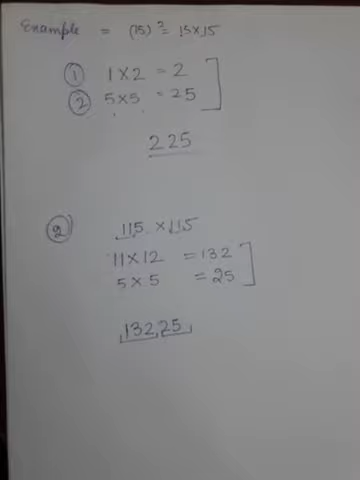 Example = (15)² = 15×15
① 1×2 = 2
② 5×5 = 25
225
② 115 × 115
11×12 = 132
5×5 = 25
132,25